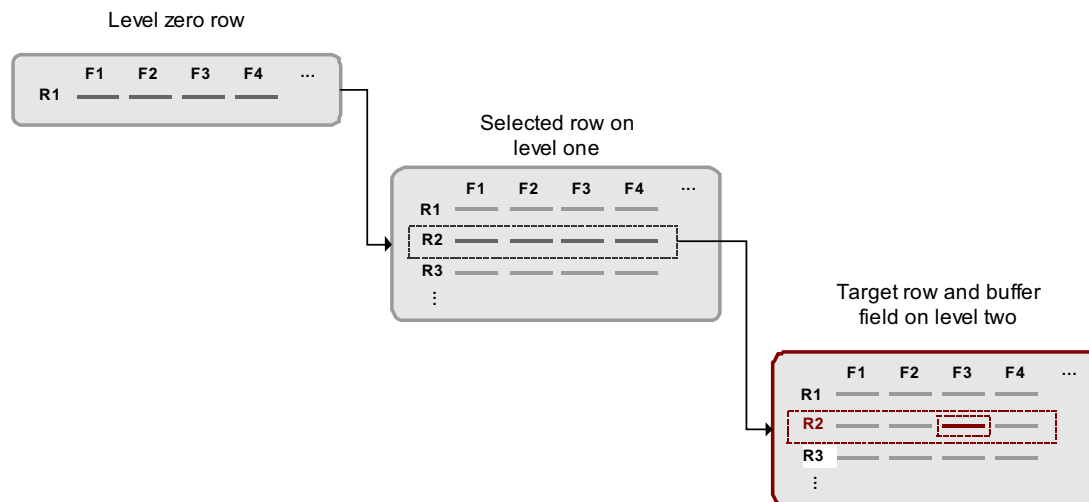 Level zero row
F1 F2 F3 F4 ...
R1
Selected row on
level one
F1 F2 F3 F4 ...
R1
R2
R3
⋮
Target row and buffer
field on level two
F1 F2 F3 F4 ...
R1
R2
R3
⋮